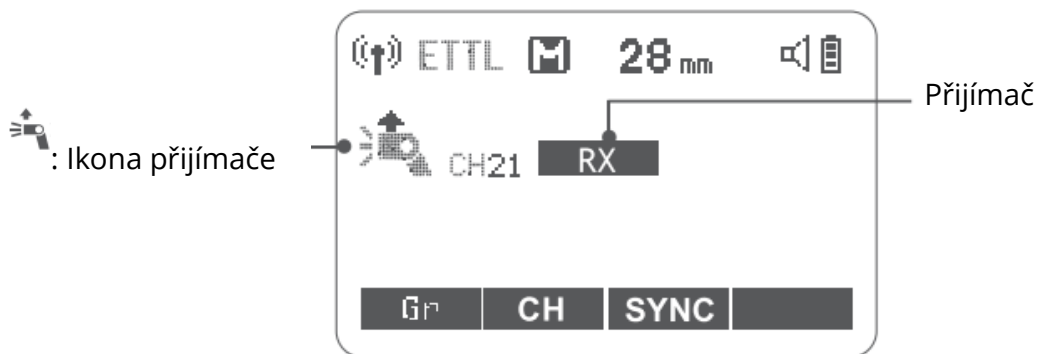 ETTL M 28 mm
Přijímač
: Ikona přijímače
CH21 RX
Gr CH SYNC